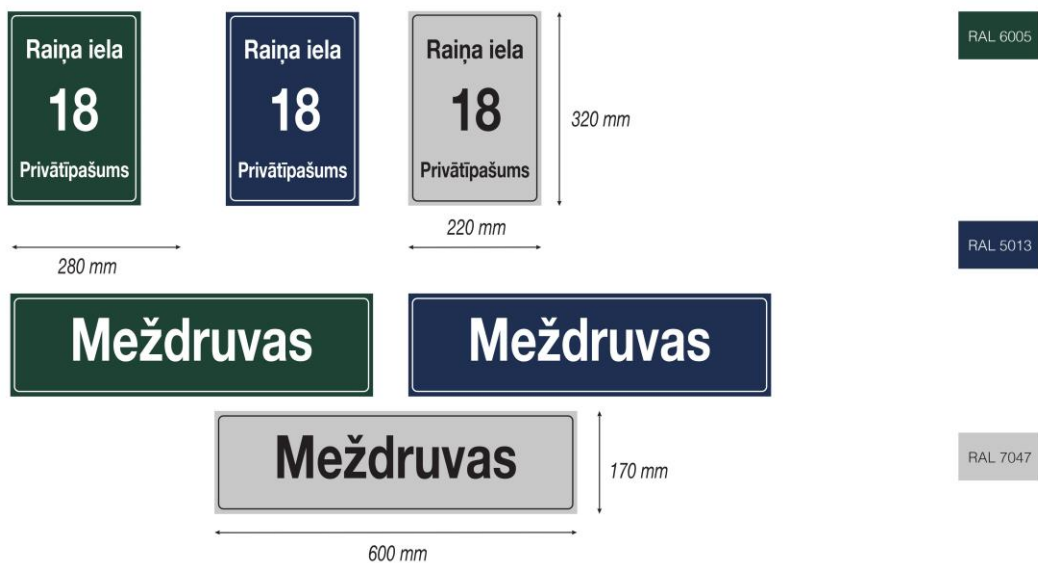 Raiņa iela
18
Privātīpašums
Raiņa iela
18
Privātīpašums
Raiņa iela
18
Privātīpašums
320 mm
220 mm
280 mm
Meždruvas
Meždruvas
Meždruvas
170 mm
600 mm
RAL 6005
RAL 5013
RAL 7047